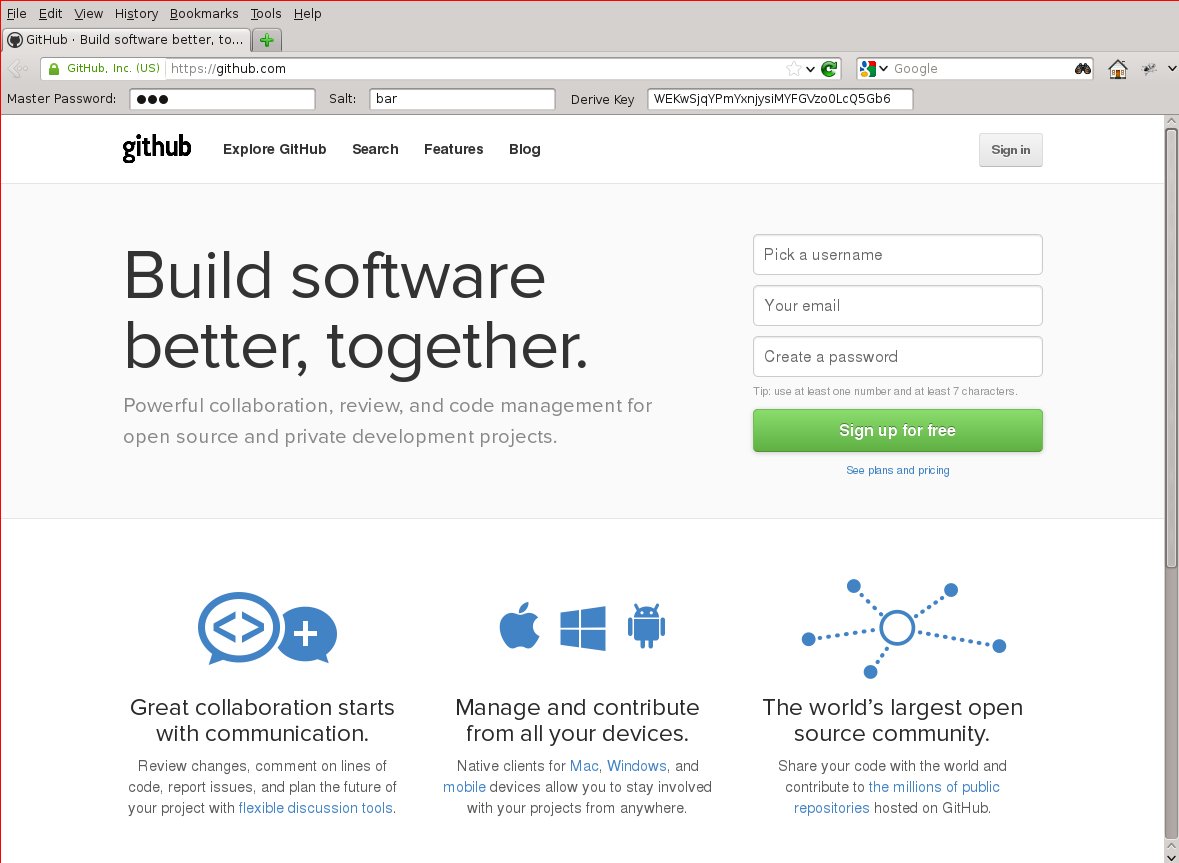 File Edit View History Bookmarks Tools Help
GitHub · Build software better, to...
GitHub, Inc. (US) https://github.com Google
Master Password: ●●● Salt: bar Derive Key WEKwSjqYPmYxnjysiMYFGVzo0LcQ5Gb6
github Explore GitHub Search Features Blog Sign in
Build software
better, together.
Powerful collaboration, review, and code management for
open source and private development projects.
Pick a username
Your email
Create a password
Tip: use at least one number and at least 7 characters.
Sign up for free
See plans and pricing
Great collaboration starts
with communication.
Review changes, comment on lines of
code, report issues, and plan the future of
your project with flexible discussion tools.
Manage and contribute
from all your devices.
Native clients for Mac, Windows, and
mobile devices allow you to stay involved
with your projects from anywhere.
The world’s largest open
source community.
Share your code with the world and
contribute to the millions of public
repositories hosted on GitHub.